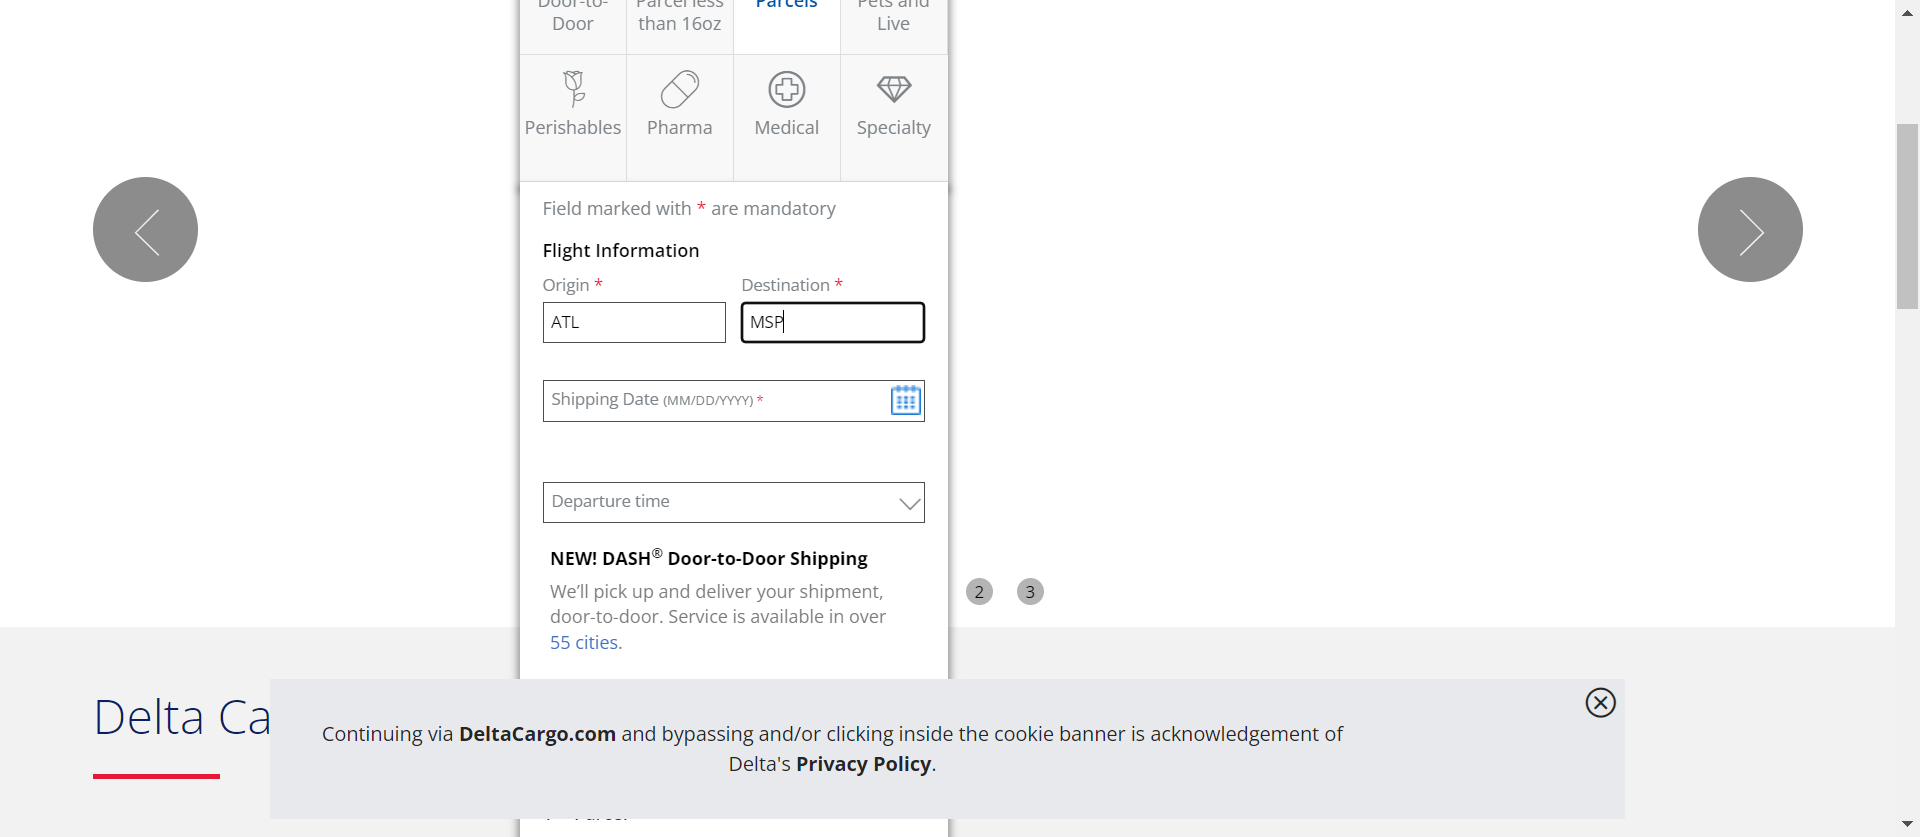 Door-to-
Door
Parcel less
than 16oz
Parcels
Pets and
Live
Perishables
Pharma
Medical
Specialty
Field marked with * are mandatory
Flight Information
Origin *
Destination *
ATL
MSP
Shipping Date (MM/DD/YYYY) *
Departure time
NEW! DASH® Door-to-Door Shipping
We’ll pick up and deliver your shipment,
door-to-door. Service is available in over
55 cities.
2
3
Delta Ca
Continuing via DeltaCargo.com and bypassing and/or clicking inside the cookie banner is acknowledgement of
Delta's Privacy Policy.